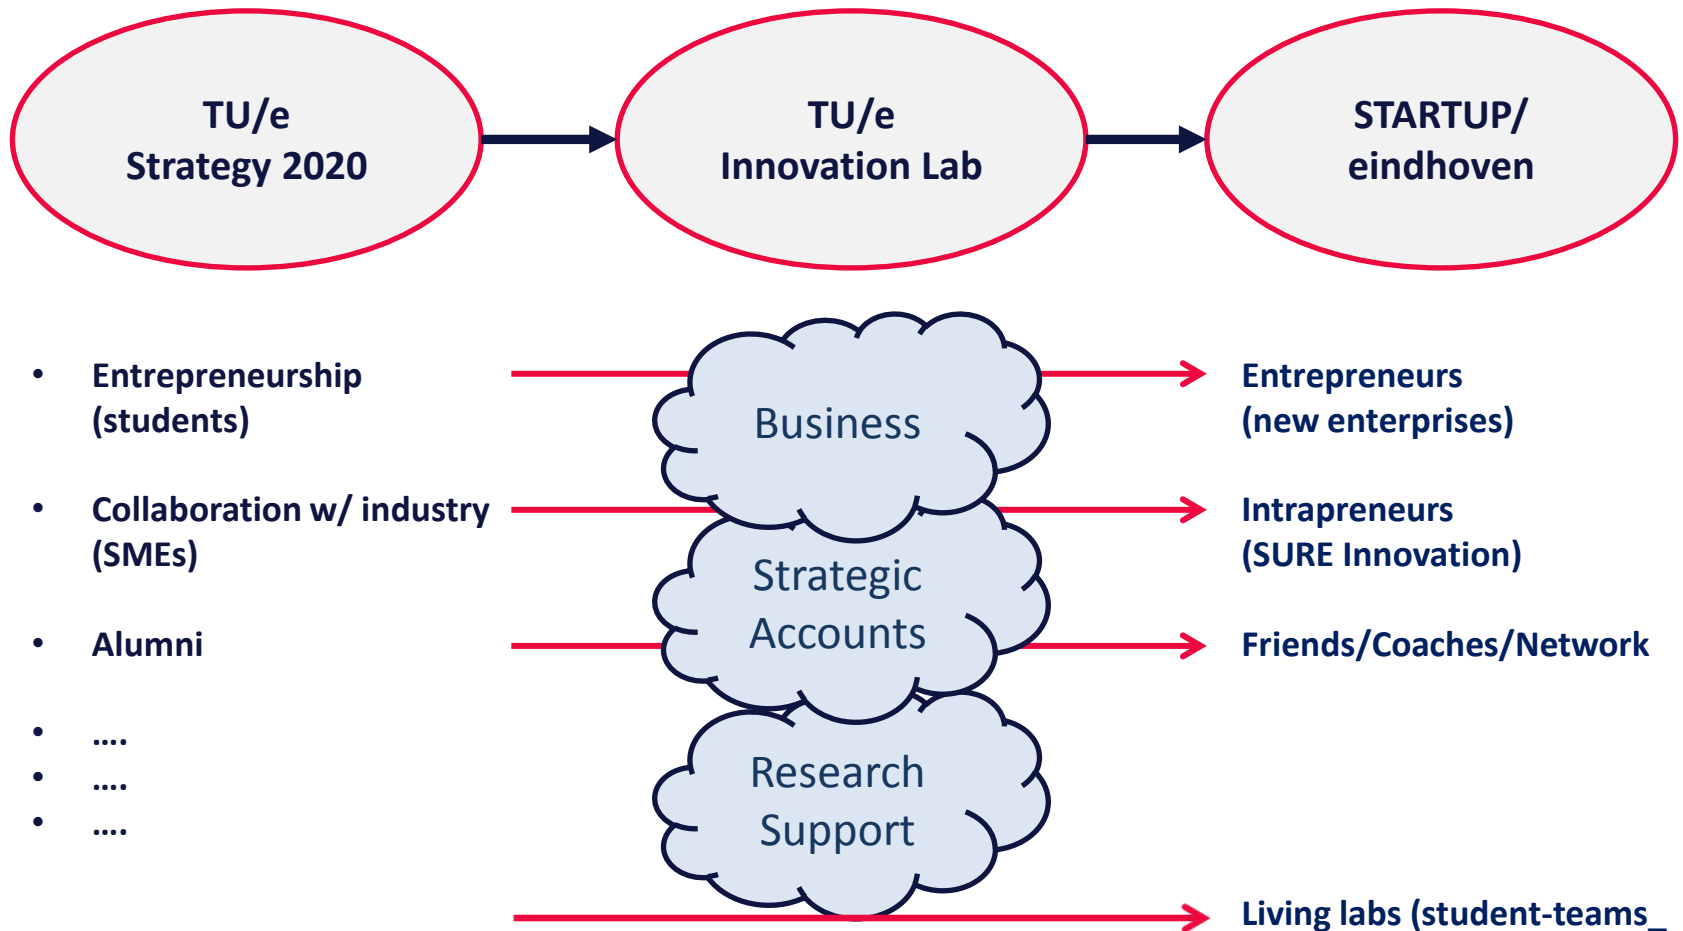 TU/e
Strategy 2020
TU/e
Innovation Lab
STARTUP/
eindhoven
• Entrepreneurship
(students)
• Collaboration w/ industry
(SMEs)
• Alumni
• ....
• ....
• ....
Business
Strategic
Accounts
Research
Support
Entrepreneurs
(new enterprises)
Intrapreneurs
(SURE Innovation)
Friends/Coaches/Network
Living labs (student-teams_